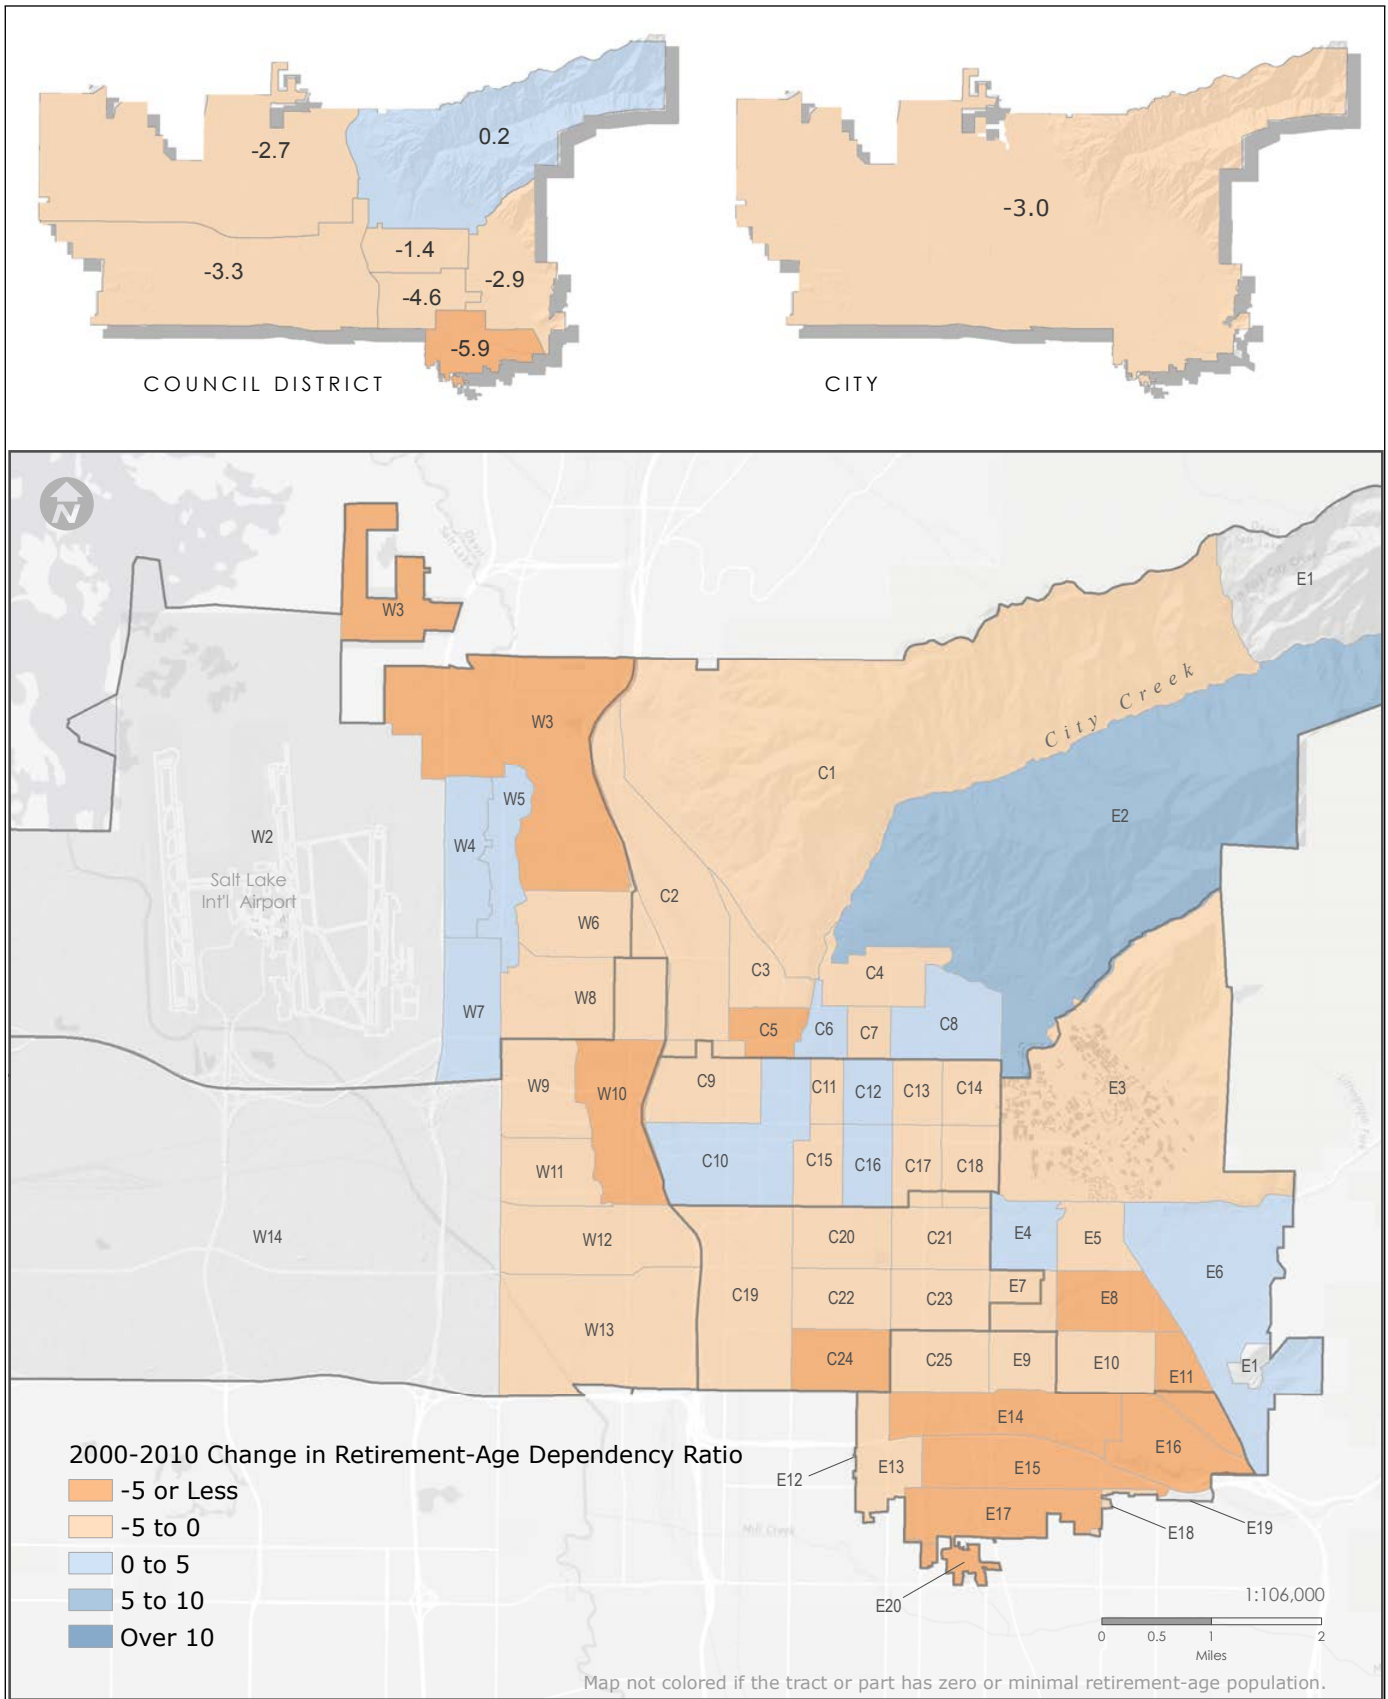 -2.7
0.2
-3.3
-1.4
-2.9
-4.6
-5.9
COUNCIL DISTRICT
-3.0
CITY
N
E1
W3
W3
City Creek
C1
E2
W5
W2
W4
Salt Lake
Int'l Airport
C2
W6
C3
C4
W8
W7
C5
C6
C7
C8
W9
W10
C9
C11
C12
C13
C14
E3
W11
C10
C15
C16
C17
C18
W14
W12
C20
C21
E4
E5
E6
C19
C22
C23
E7
E8
W13
C24
C25
E9
E10
E11
E1
E14
E16
E12
E13
E15
E17
E18
E19
E20
Mill Creek
2000-2010 Change in Retirement-Age Dependency Ratio
-5 or Less
-5 to 0
0 to 5
5 to 10
Over 10
1:106,000
0 0.5 1 2
Miles
Map not colored if the tract or part has zero or minimal retirement-age population.